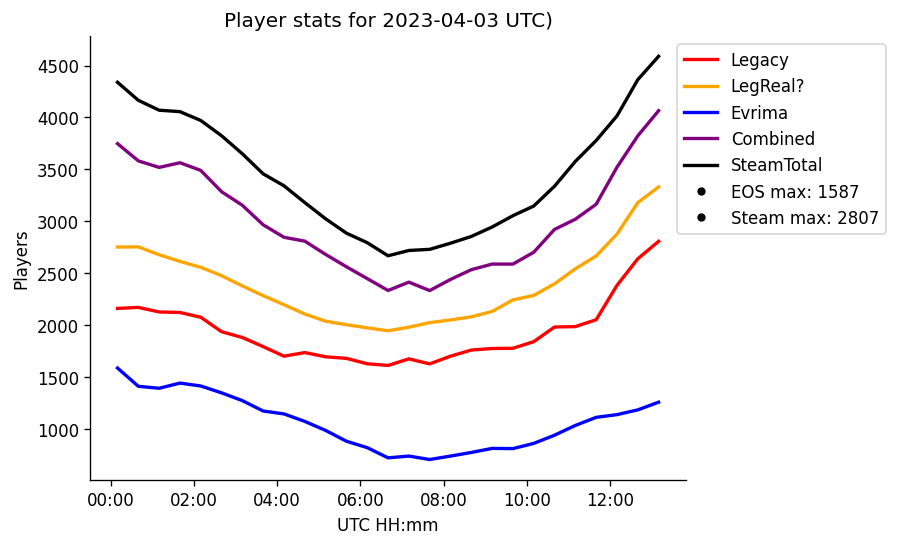 Player stats for 2023-04-03 UTC)
Legacy
LegReal?
Evrima
Combined
SteamTotal
EOS max: 1587
Steam max: 2807
Players
4500
4000
3500
3000
2500
2000
1500
1000
00:00 02:00 04:00 06:00 08:00 10:00 12:00
UTC HH:mm